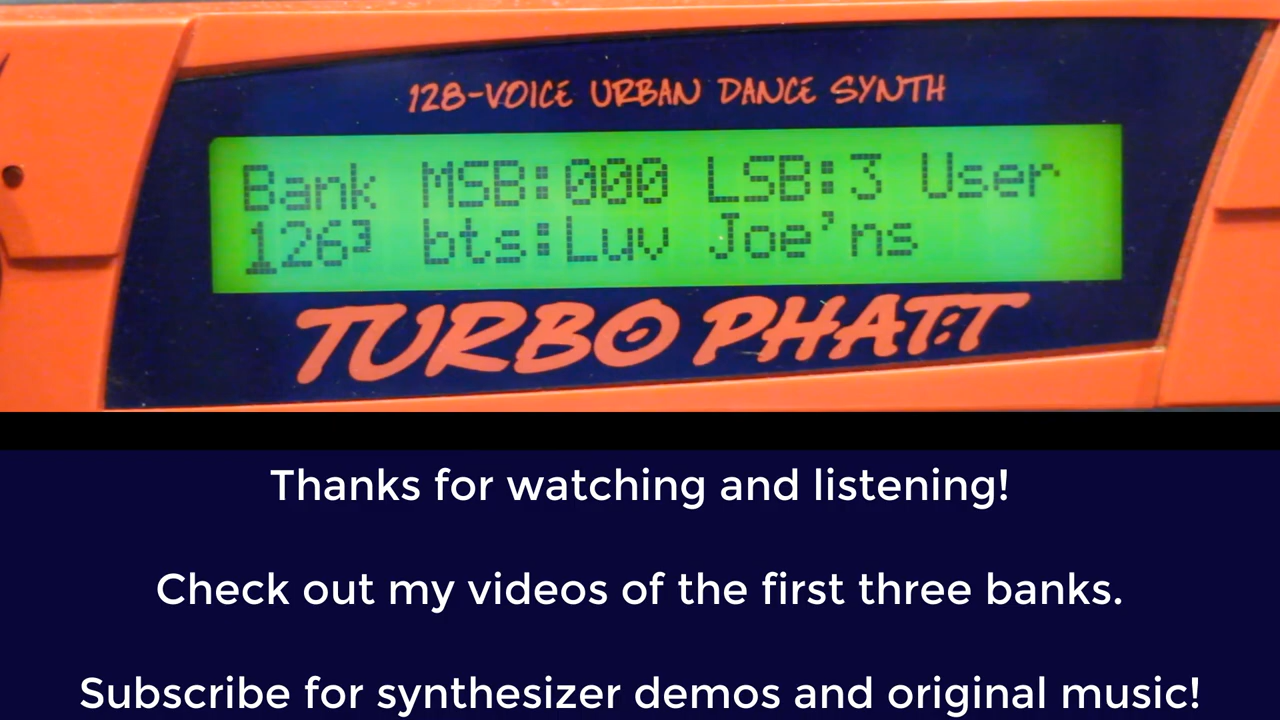 128-VOICE URBAN DANCE SYNTH
Bank MSB:000 LSB:3 User
126³ bts:Luv Joe'ns
TURBO PHATT
Thanks for watching and listening!
Check out my videos of the first three banks.
Subscribe for synthesizer demos and original music!